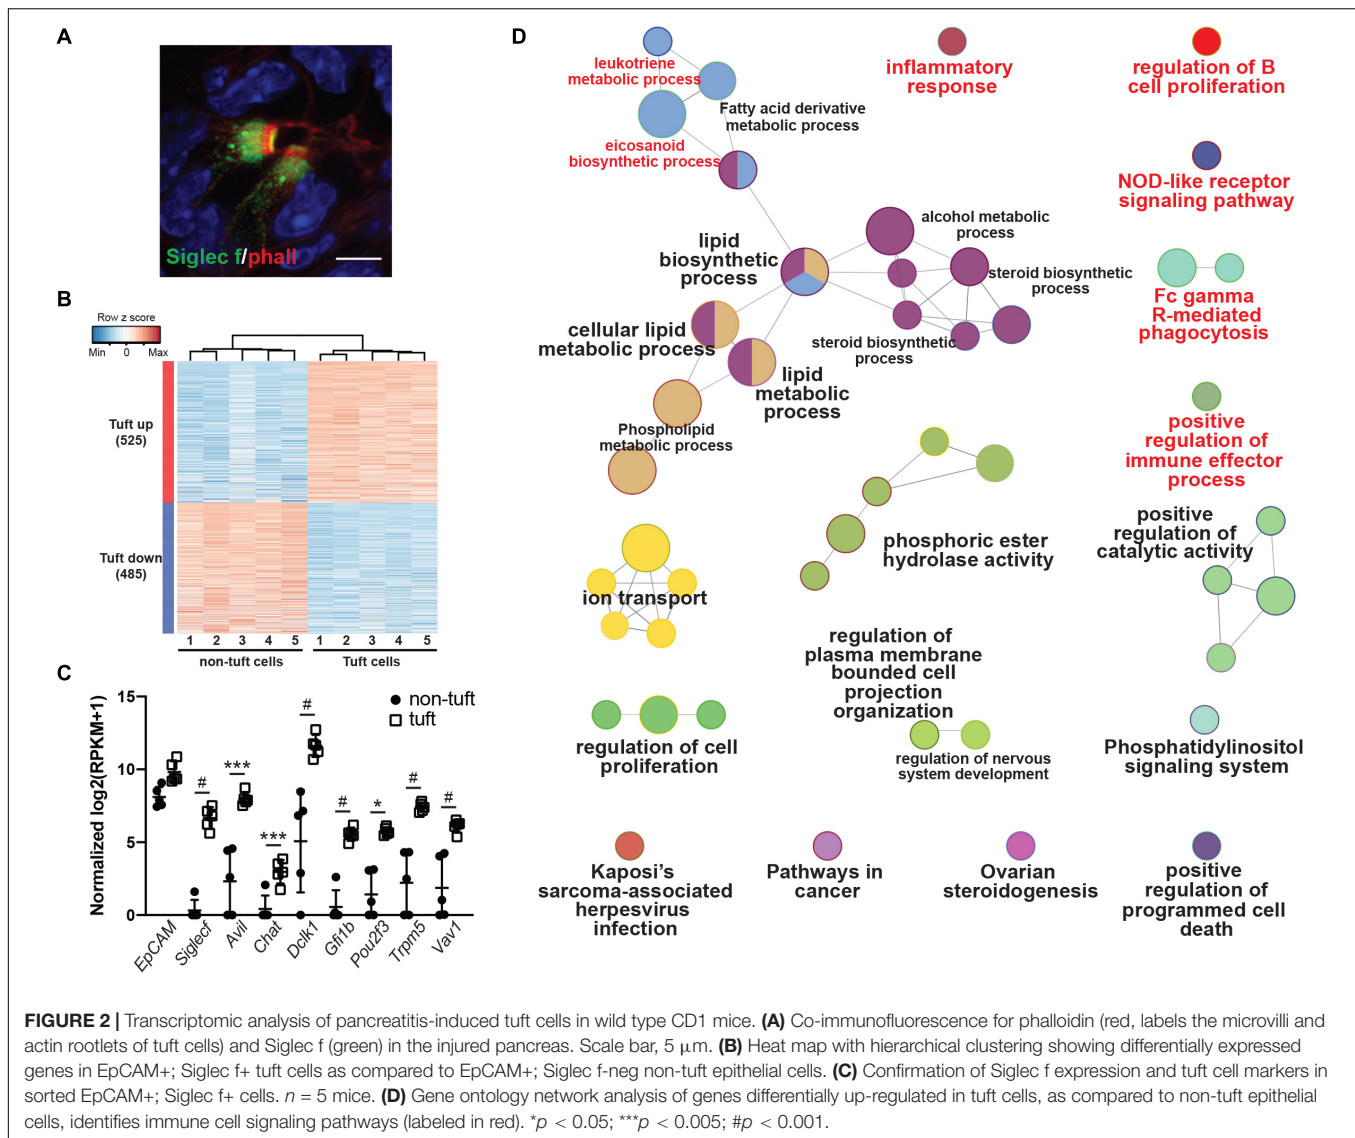 A
Siglec f/phall
B
Row z score
Min 0 Max
Tuft up
(525)
Tuft down
(485)
1 2 3 4 5 1 2 3 4 5
non-tuft cells Tuft cells
C
Normalized log2(RPKM+1)
15
10
5
0
non-tuft
tuft
#
***
***
#
#
*
#
#
EpCAM
Siglecf
Avil
Chat
Dclk1
Gfi1b
Pou2f3
Trpm5
Vav1
D
leukotriene
metabolic process
Fatty acid derivative
metabolic process
eicosanoid
biosynthetic process
lipid
biosynthetic
process
alcohol metabolic
process
steroid biosynthetic
process
steroid biosynthetic
process
cellular lipid
metabolic process
lipid
metabolic
process
Phospholipid
metabolic process
inflammatory
response
regulation of B
cell proliferation
NOD-like receptor
signaling pathway
Fc gamma
R-mediated
phagocytosis
positive
regulation of
immune effector
process
phosphoric ester
hydrolase activity
positive
regulation of
catalytic activity
ion transport
regulation of
plasma membrane
bounded cell
projection
organization
regulation of nervous
system development
regulation of cell
proliferation
Phosphatidylinositol
signaling system
Kaposi's
sarcoma-associated
herpesvirus
infection
Pathways in
cancer
Ovarian
steroidogenesis
positive
regulation of
programmed cell
death
FIGURE 2 | Transcriptomic analysis of pancreatitis-induced tuft cells in wild type CD1 mice. (A) Co-immunofluorescence for phalloidin (red, labels the microvilli and
actin rootlets of tuft cells) and Siglec f (green) in the injured pancreas. Scale bar, 5 μm. (B) Heat map with hierarchical clustering showing differentially expressed
genes in EpCAM+; Siglec f+ tuft cells as compared to EpCAM+; Siglec f-neg non-tuft epithelial cells. (C) Confirmation of Siglec f expression and tuft cell markers in
sorted EpCAM+; Siglec f+ cells. n = 5 mice. (D) Gene ontology network analysis of genes differentially up-regulated in tuft cells, as compared to non-tuft epithelial
cells, identifies immune cell signaling pathways (labeled in red). *p < 0.05; ***p < 0.005; #p < 0.001.